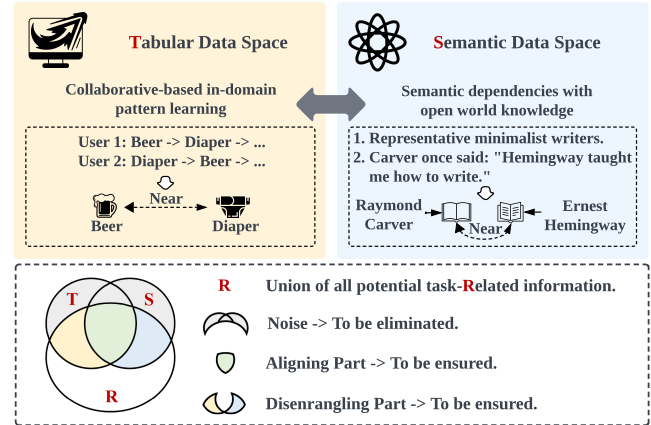 Tabular Data Space
Collaborative-based in-domain
pattern learning
User 1: Beer -> Diaper -> ...
User 2: Diaper -> Beer -> ...
Near
Beer
Diaper
Semantic Data Space
Semantic dependencies with
open world knowledge
1. Representative minimalist writers.
2. Carver once said: "Hemingway taught
me how to write."
Raymond
Carver
Near
Ernest
Hemingway
T
S
R
R Union of all potential task-Related information.
Noise -> To be eliminated.
Aligning Part -> To be ensured.
Disenrangling Part -> To be ensured.